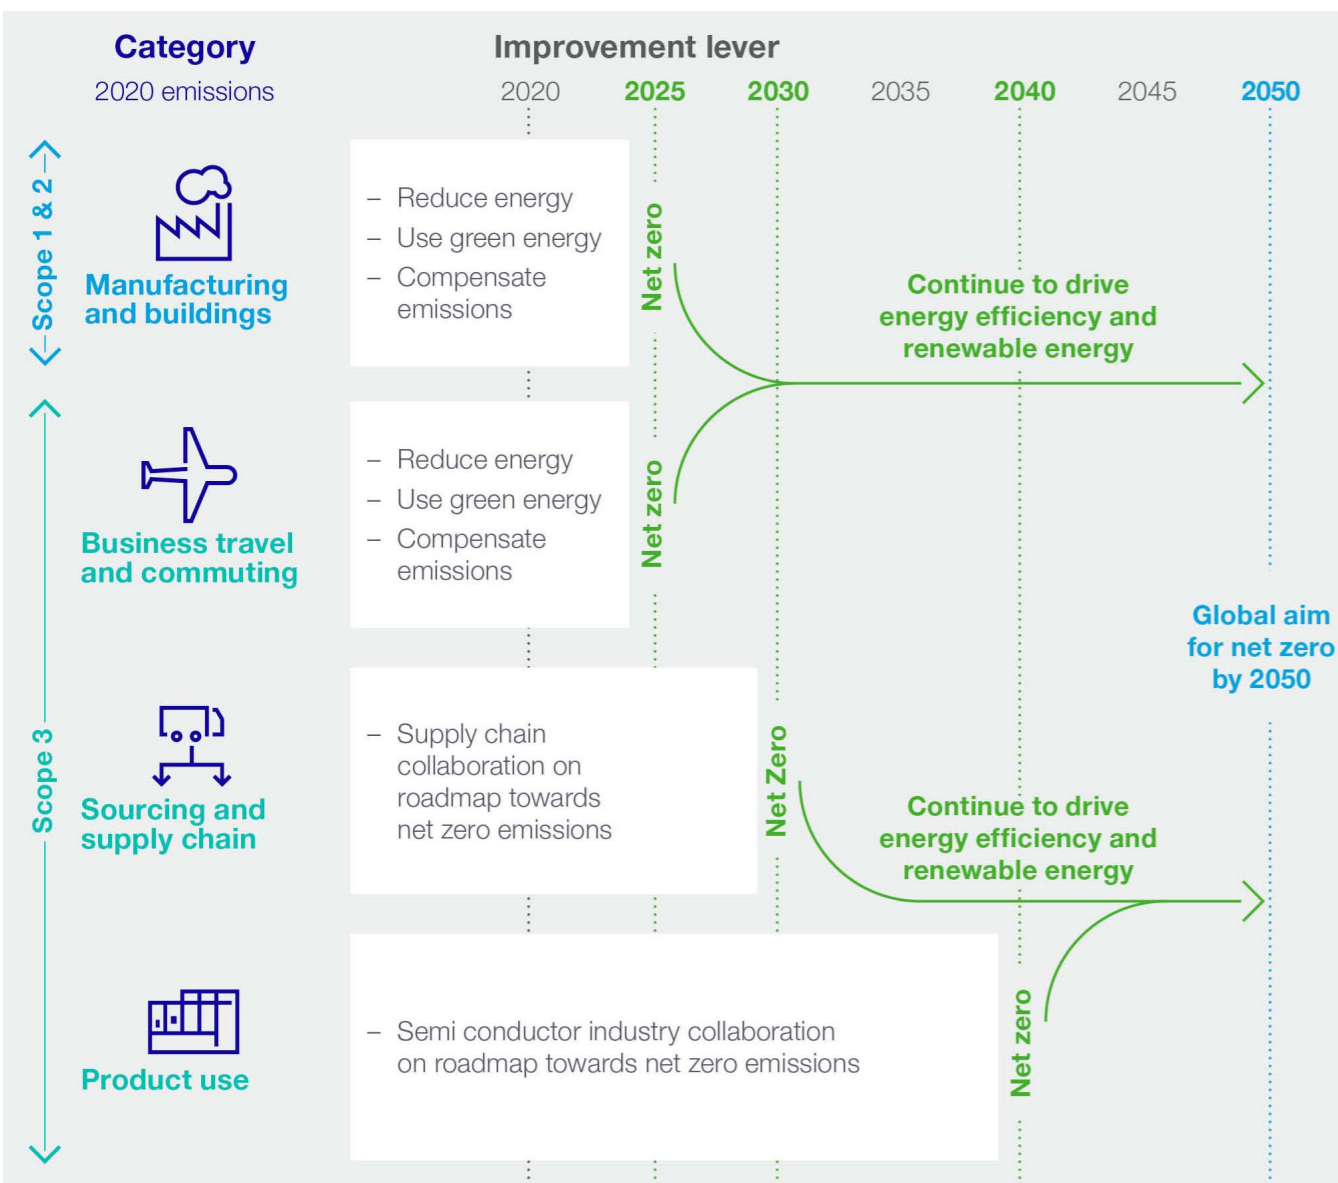 Category
2020 emissions
Improvement lever
2020 2025 2030 2035 2040 2045 2050
Scope 1 & 2
Manufacturing
and buildings
– Reduce energy
– Use green energy
– Compensate
emissions
Net zero
Continue to drive
energy efficiency and
renewable energy
Scope 3
Business travel
and commuting
– Reduce energy
– Use green energy
– Compensate
emissions
Net zero
Global aim
for net zero
by 2050
Sourcing and
supply chain
– Supply chain
collaboration on
roadmap towards
net zero emissions
Net Zero
Continue to drive
energy efficiency and
renewable energy
Product use
– Semi conductor industry collaboration
on roadmap towards net zero emissions
Net zero